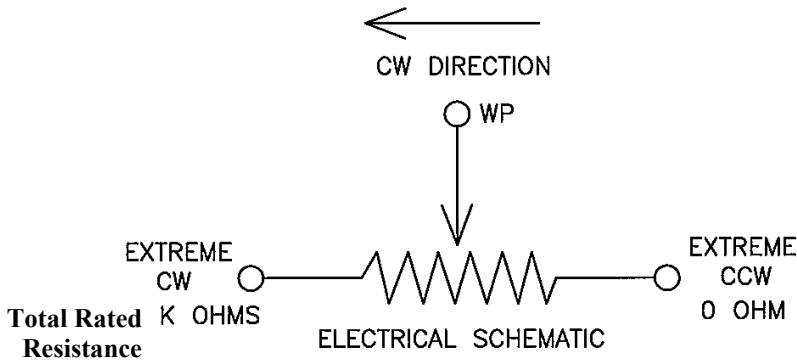 CW DIRECTION
WP
EXTREME
CW
K OHMS
Total Rated
Resistance
EXTREME
CCW
0 OHM
ELECTRICAL SCHEMATIC